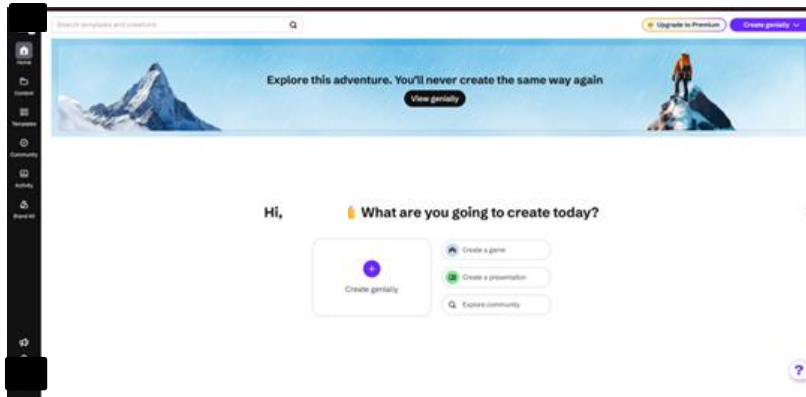 Search templates and creations
Upgrade to Premium
Create genially
Home
Content
Templates
Community
Activity
Brand Kit
Explore this adventure. You'll never create the same way again
View genially
Hi, What are you going to create today?
Create genially
Create a game
Create a presentation
Explore community
?